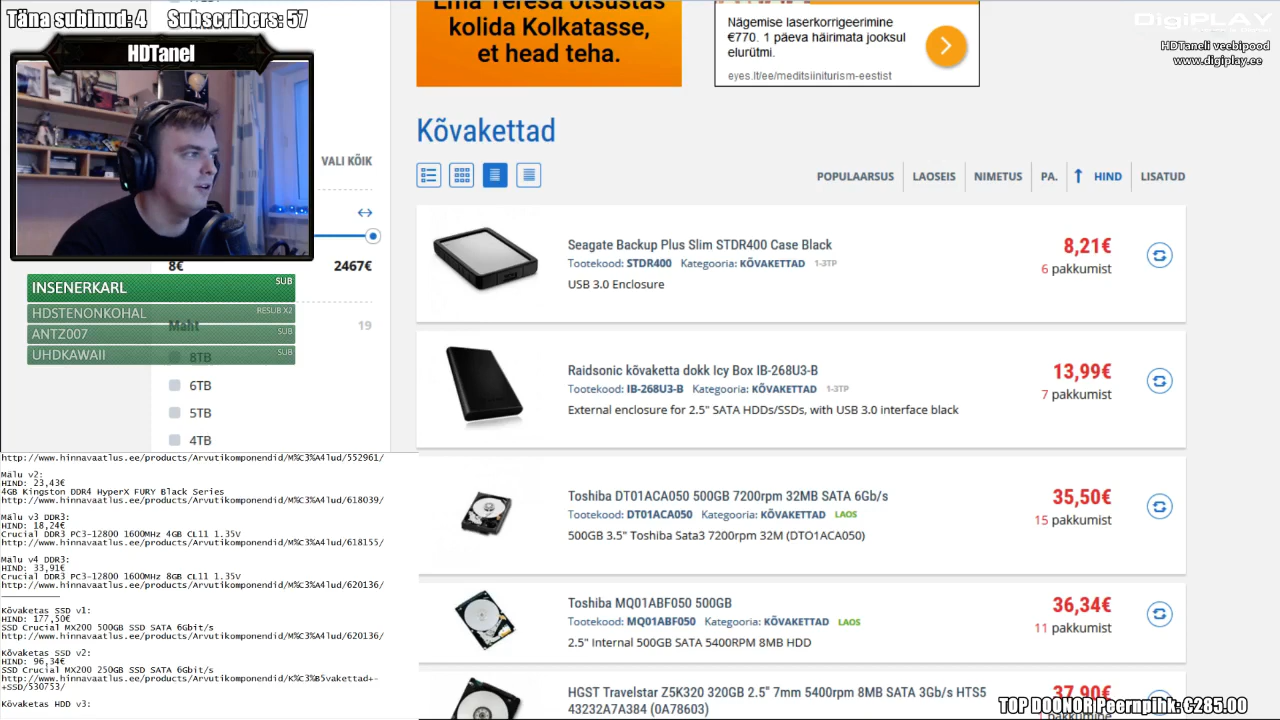 Täna subinud: 4 Subscribers: 57
HDTanel
INSENERKARL SUB
HDSTENONKOHAL RESUB X2
ANTZ007 SUB
UHDKAWAII SUB
VALI KÕIK
8€ 2467€
Maht 19
8TB
6TB
5TB
4TB
http://www.hinnavaatlus.ee/products/Arvutikomponendid/M%C3%A4lud/552961/
Mälu v2:
HIND: 23,43€
4GB Kingston DDR4 HyperX FURY Black Series
http://www.hinnavaatlus.ee/products/Arvutikomponendid/M%C3%A4lud/618039/
Mälu v3 DDR3:
HIND: 18,24€
Crucial DDR3 PC3-12800 1600MHz 4GB CL11 1.35V
http://www.hinnavaatlus.ee/products/Arvutikomponendid/M%C3%A4lud/618155/
Mälu v4 DDR3:
HIND: 33,91€
Crucial DDR3 PC3-12800 1600MHz 8GB CL11 1.35V
http://www.hinnavaatlus.ee/products/Arvutikomponendid/M%C3%A4lud/620136/
Kõvaketas SSD v1:
HIND: 177,50€
SSD Crucial MX200 500GB SSD SATA 6Gbit/s
http://www.hinnavaatlus.ee/products/Arvutikomponendid/M%C3%A4lud/620136/
Kõvaketas SSD v2:
HIND: 96,34€
SSD Crucial MX200 250GB SSD SATA 6Gbit/s
http://www.hinnavaatlus.ee/products/Arvutikomponendid/K%C3%B5vakettad+-
+SSD/530753/
Kõvaketas HDD v3:
Ema Teresa otsustas
kolida Kolkatasse,
et head teha.
Nägemise laserkorrigeerimine
€770. 1 päeva häirimata jooksul
elurütmi.
eyes.lt/ee/meditsiiniturism-eestist
DIGIPLAY
HDTaneli veebipood
www.digiplay.ee
Kõvakettad
POPULAARSUS LAOSEIS NIMETUS PA. HIND LISATUD
Seagate Backup Plus Slim STDR400 Case Black
Tootekood: STDR400 Kategooria: KÕVAKETTAD 1-3TP
USB 3.0 Enclosure
8,21€
6 pakkumist
Raidsonic kõvaketta dokk Icy Box IB-268U3-B
Tootekood: IB-268U3-B Kategooria: KÕVAKETTAD 1-3TP
External enclosure for 2.5" SATA HDDs/SSDs, with USB 3.0 interface black
13,99€
7 pakkumist
Toshiba DT01ACA050 500GB 7200rpm 32MB SATA 6Gb/s
Tootekood: DT01ACA050 Kategooria: KÕVAKETTAD LAOS
500GB 3.5" Toshiba Sata3 7200rpm 32M (DTO1ACA050)
35,50€
15 pakkumist
Toshiba MQ01ABF050 500GB
Tootekood: MQ01ABF050 Kategooria: KÕVAKETTAD LAOS
2.5" Internal 500GB SATA 5400RPM 8MB HDD
36,34€
11 pakkumist
HGST Travelstar Z5K320 320GB 2.5" 7mm 5400rpm 8MB SATA 3Gb/s HTS5
43232A7A384 (0A78603)
37,90€
TOP DOONOR Peernpihk: €285.00